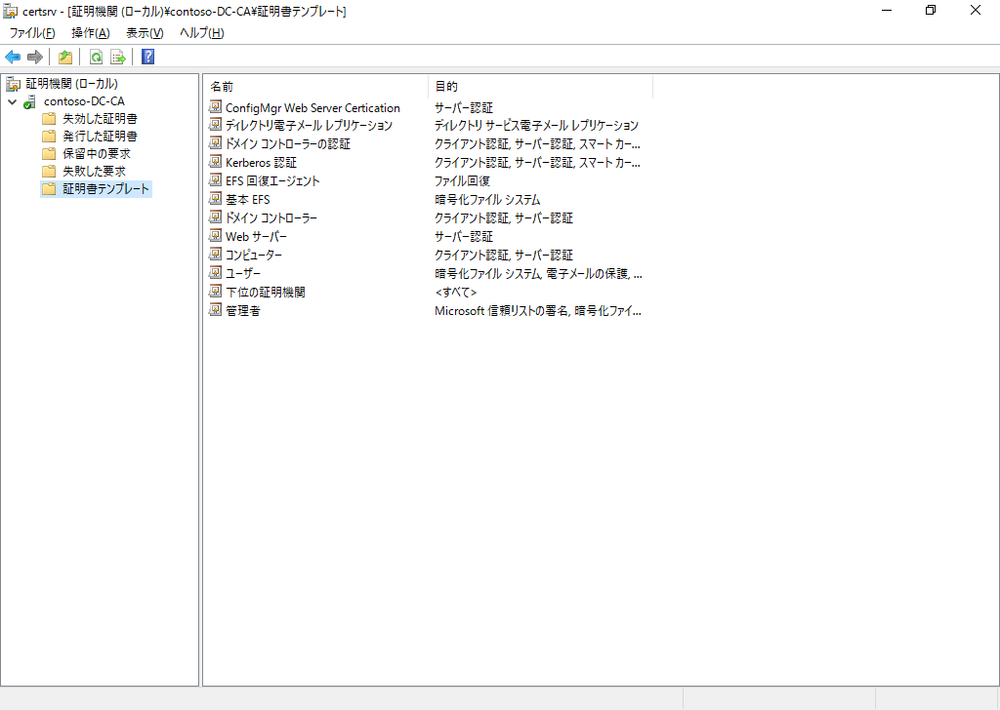 certsrv - [証明機関 (ローカル)¥contoso-DC-CA¥証明書テンプレート]
ファイル(F) 操作(A) 表示(V) ヘルプ(H)
証明機関 (ローカル)
contoso-DC-CA
失効した証明書
発行した証明書
保留中の要求
失敗した要求
証明書テンプレート
名前 目的
ConfigMgr Web Server Certication サーバー認証
ディレクトリ電子メール レプリケーション ディレクトリ サービス電子メール レプリケーション
ドメイン コントローラーの認証 クライアント認証, サーバー認証, スマート カー...
Kerberos 認証 クライアント認証, サーバー認証, スマート カー...
EFS 回復エージェント ファイル回復
基本 EFS 暗号化ファイル システム
ドメイン コントローラー クライアント認証, サーバー認証
Web サーバー サーバー認証
コンピューター クライアント認証, サーバー認証
ユーザー 暗号化ファイル システム, 電子メールの保護, ...
下位の証明機関 <すべて>
管理者 Microsoft 信頼リストの署名, 暗号化ファイ...